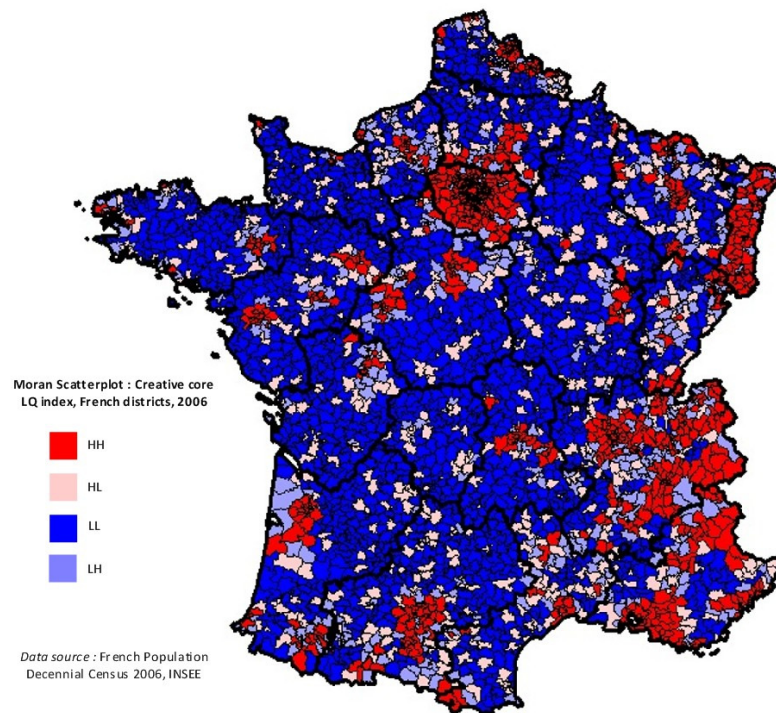 Moran Scatterplot : Creative core
LQ index, French districts, 2006
HH
HL
LL
LH
Data source : French Population
Decennial Census 2006, INSEE